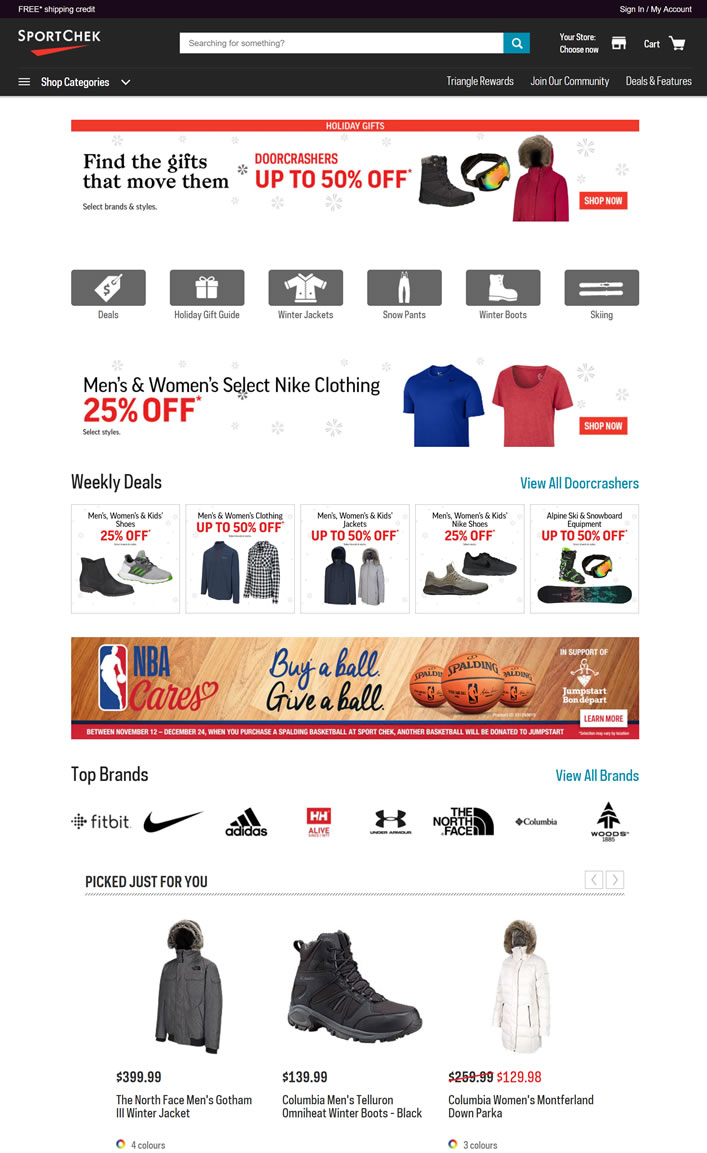 FREE* shipping credit
Sign In / My Account
SPORTCHEK
Searching for something?
Your Store:
Choose now
Cart
Shop Categories
Triangle Rewards
Join Our Community
Deals & Features
HOLIDAY GIFTS
Find the gifts
that move them
Select brands & styles.
DOORCRASHERS
UP TO 50% OFF*
SHOP NOW
Deals
Holiday Gift Guide
Winter Jackets
Snow Pants
Winter Boots
Skiing
Men's & Women's Select Nike Clothing
25% OFF*
Select styles.
SHOP NOW
Weekly Deals
View All Doorcrashers
Men's, Women's & Kids'
Shoes
25% OFF*
Men's & Women's Clothing
UP TO 50% OFF*
Men's, Women's & Kids'
Jackets
UP TO 50% OFF*
Men's, Women's & Kids'
Nike Shoes
25% OFF*
Alpine Ski & Snowboard
Equipment
UP TO 50% OFF*
NBA
Cares
Buy a ball.
Give a ball.
SPALDING
SPALDING
IN SUPPORT OF
Jumpstart
Bon départ
LEARN MORE
*Selection may vary by location
BETWEEN NOVEMBER 12 – DECEMBER 24, WHEN YOU PURCHASE A SPALDING BASKETBALL AT SPORT CHEK, ANOTHER BASKETBALL WILL BE DONATED TO JUMPSTART
Top Brands
View All Brands
fitbit
adidas
HH
ALIVE
SINCE 1877
UNDER ARMOUR
THE
NORTH
FACE
Columbia
WOODS
1885
PICKED JUST FOR YOU
$399.99
The North Face Men's Gotham
III Winter Jacket
4 colours
$139.99
Columbia Men's Telluron
Omniheat Winter Boots - Black
$259.99 $129.98
Columbia Women's Montferland
Down Parka
3 colours